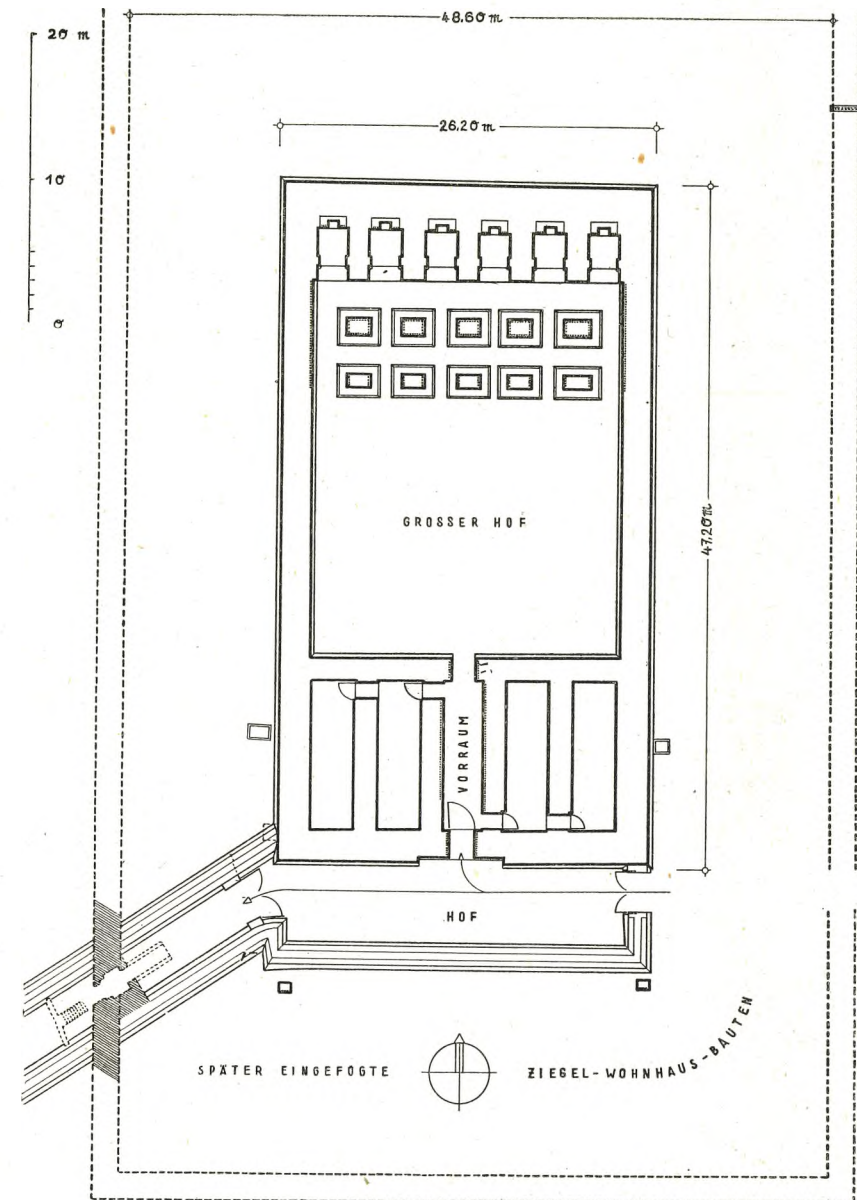 48.60 m
20 m
26.20 m
10
0
GROSSER HOF
47.20 m
VORRAUM
HOF
SPÄTER EINGEFÜGTE ZIEGEL-WOHNHAUS-BAUTEN